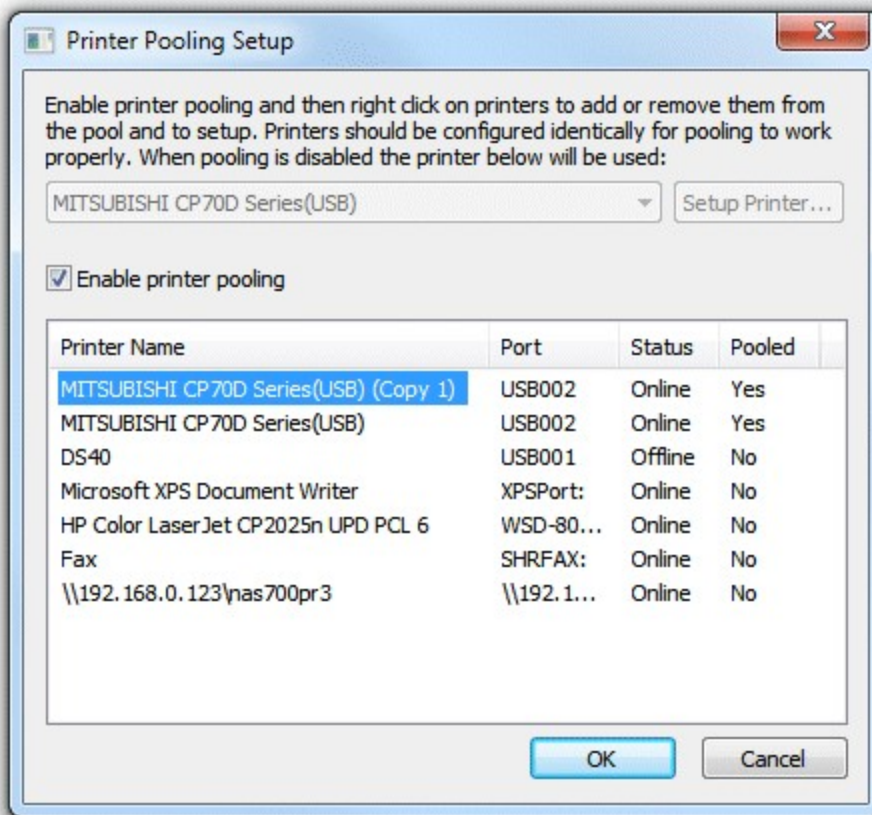 Printer Pooling Setup
Enable printer pooling and then right click on printers to add or remove them from
the pool and to setup. Printers should be configured identically for pooling to work
properly. When pooling is disabled the printer below will be used:
MITSUBISHI CP70D Series(USB) Setup Printer...
Enable printer pooling
Printer Name Port Status Pooled
MITSUBISHI CP70D Series(USB) (Copy 1) USB002 Online Yes
MITSUBISHI CP70D Series(USB) USB002 Online Yes
DS40 USB001 Offline No
Microsoft XPS Document Writer XPSPort: Online No
HP Color LaserJet CP2025n UPD PCL 6 WSD-80... Online No
Fax SHRFAX: Online No
\\192.168.0.123\nas700pr3 \\192.1... Online No
OK Cancel